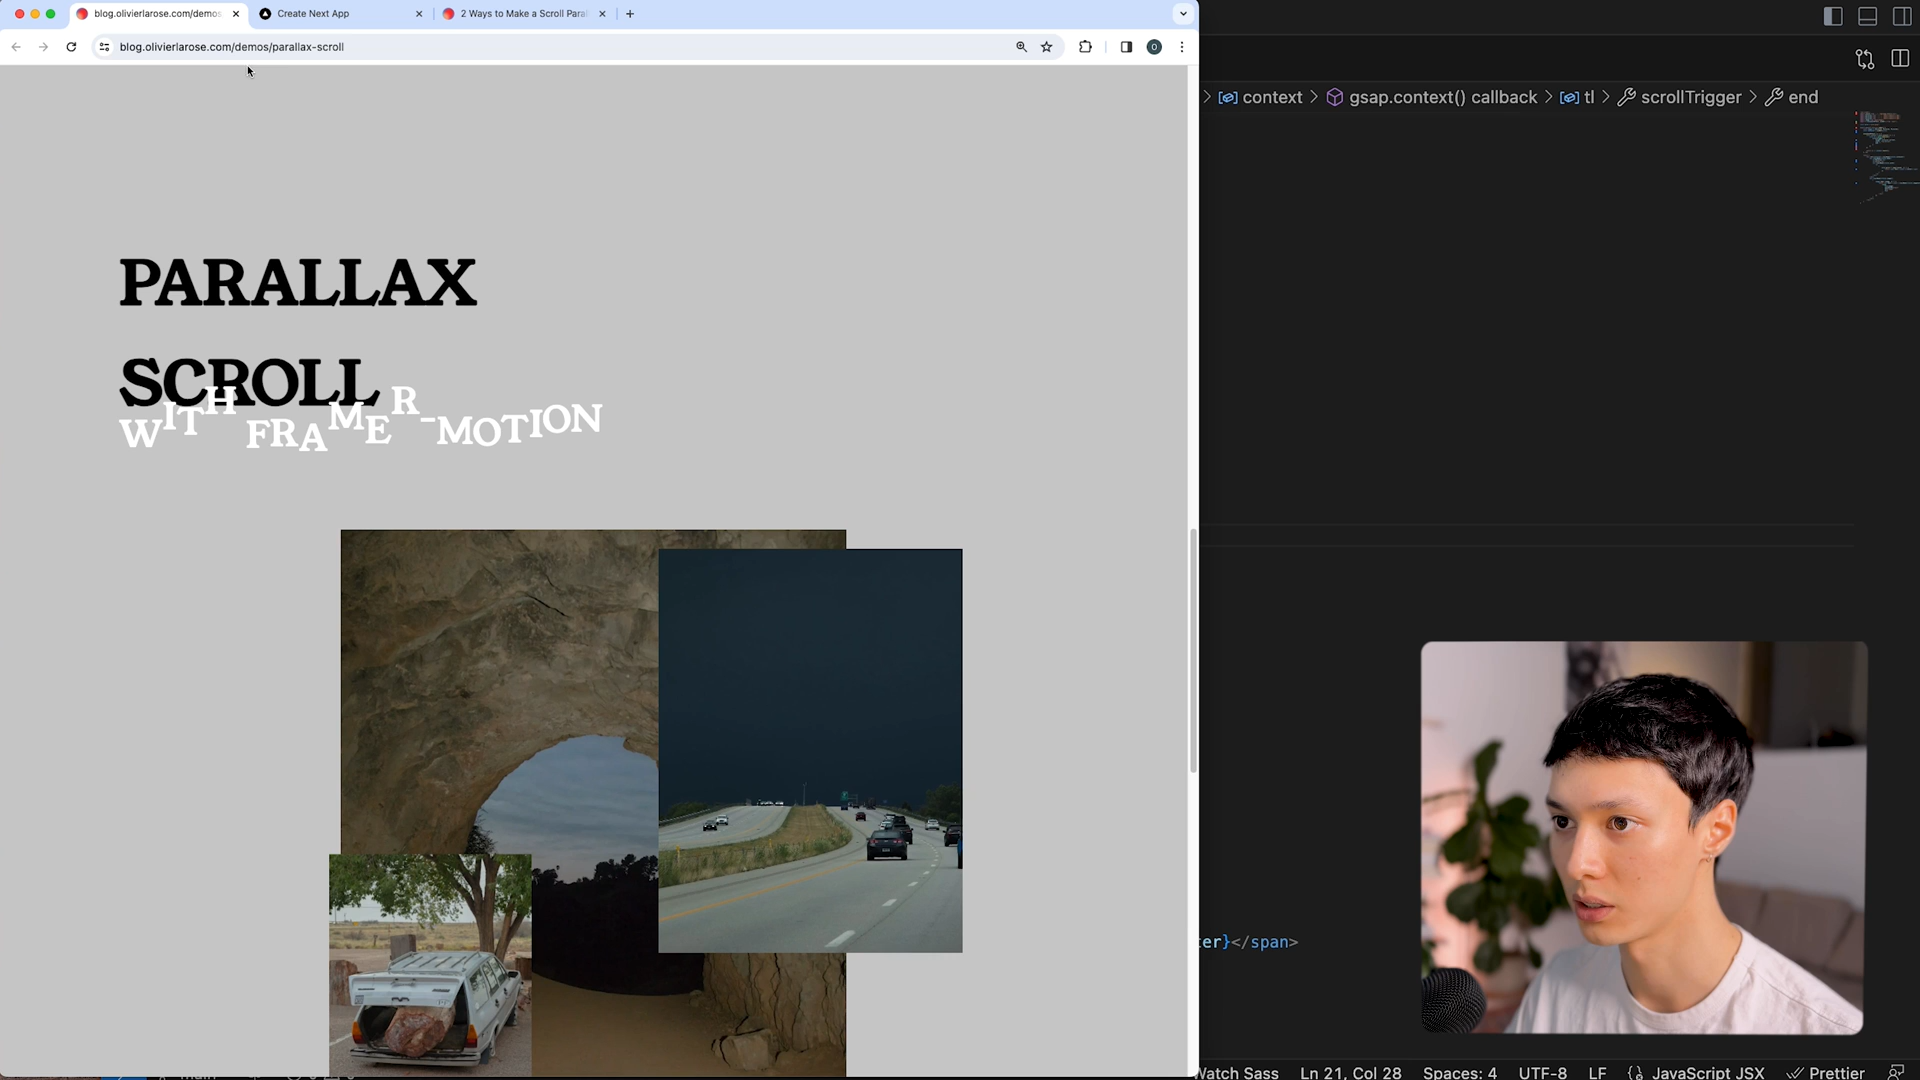 blog.olivierlarose.com/demos
Create Next App
2 Ways to Make a Scroll Para
blog.olivierlarose.com/demos/parallax-scroll
O
context
gsap.context() callback
tl
scrollTrigger
end
PARALLAX
SCROLL
WITH FRAMER-MOTION
er}</span>
Watch Sass
Ln 21, Col 28
Spaces: 4
UTF-8
LF
JavaScript JSX
Prettier